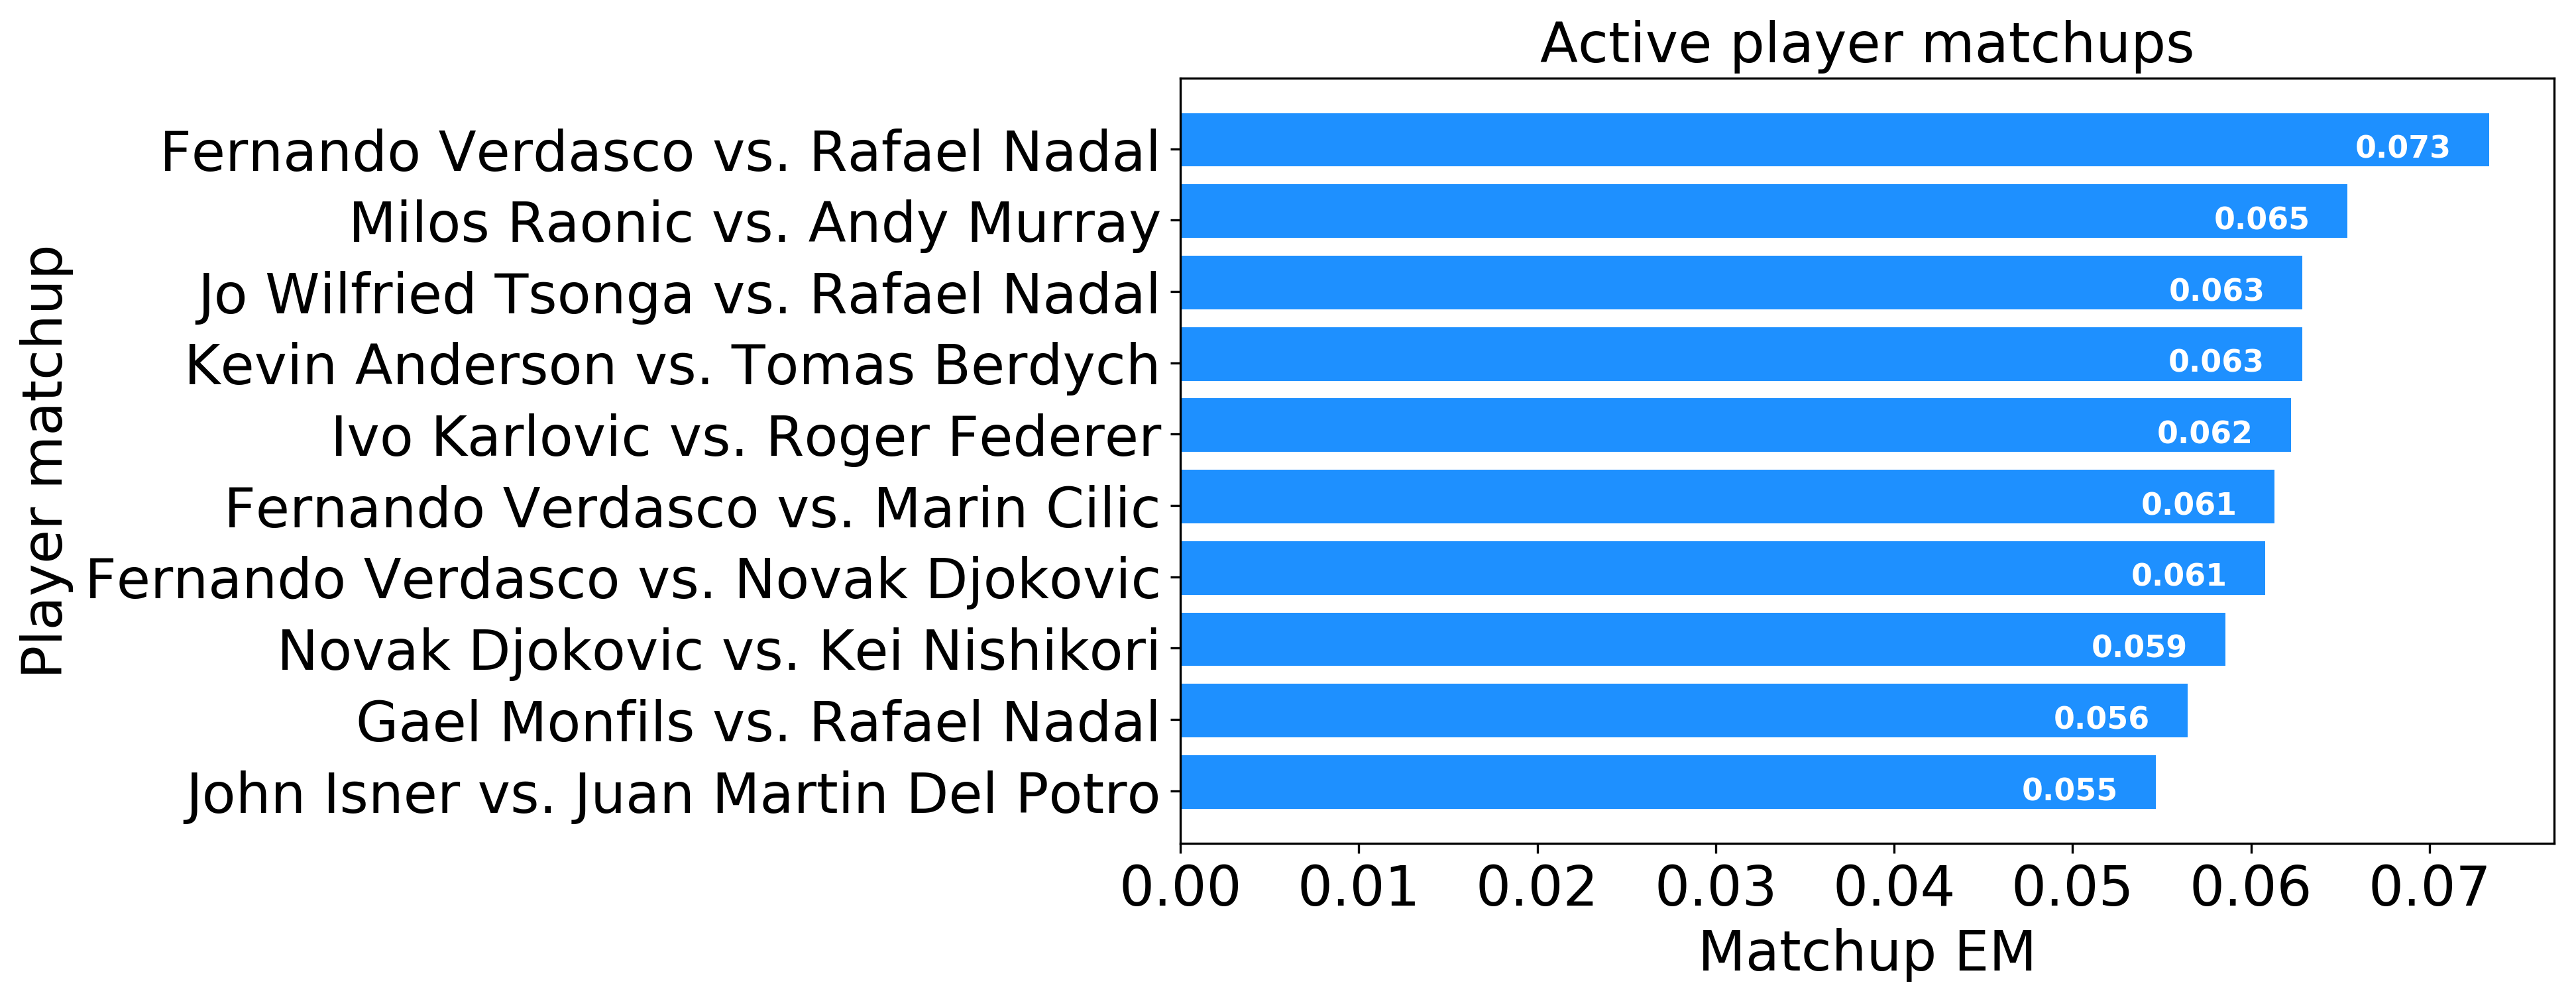 Active player matchups
Player matchup
Fernando Verdasco vs. Rafael Nadal
0.073
Milos Raonic vs. Andy Murray
0.065
Jo Wilfried Tsonga vs. Rafael Nadal
0.063
Kevin Anderson vs. Tomas Berdych
0.063
Ivo Karlovic vs. Roger Federer
0.062
Fernando Verdasco vs. Marin Cilic
0.061
Fernando Verdasco vs. Novak Djokovic
0.061
Novak Djokovic vs. Kei Nishikori
0.059
Gael Monfils vs. Rafael Nadal
0.056
John Isner vs. Juan Martin Del Potro
0.055
0.00 0.01 0.02 0.03 0.04 0.05 0.06 0.07
Matchup EM